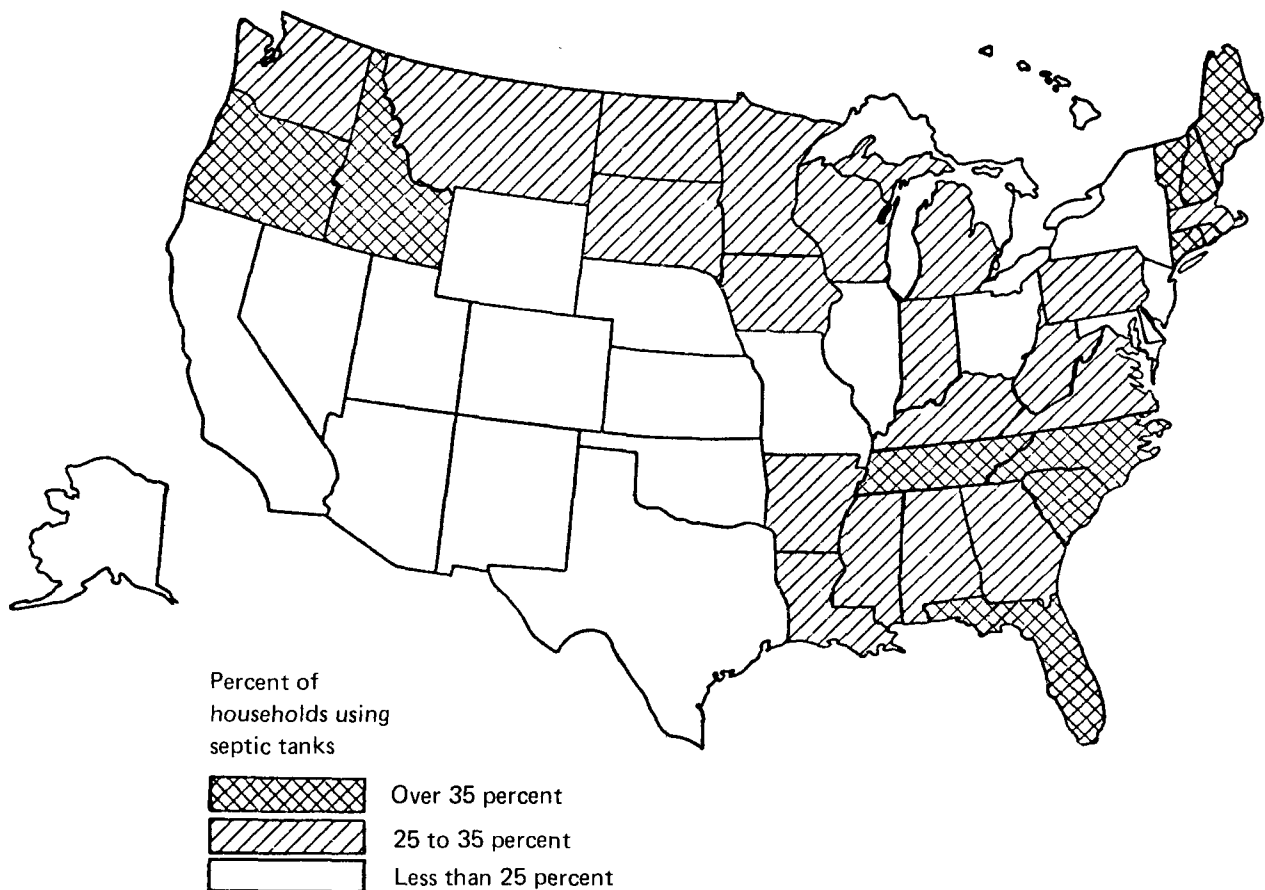 Percent of
households using
septic tanks
Over 35 percent
25 to 35 percent
Less than 25 percent